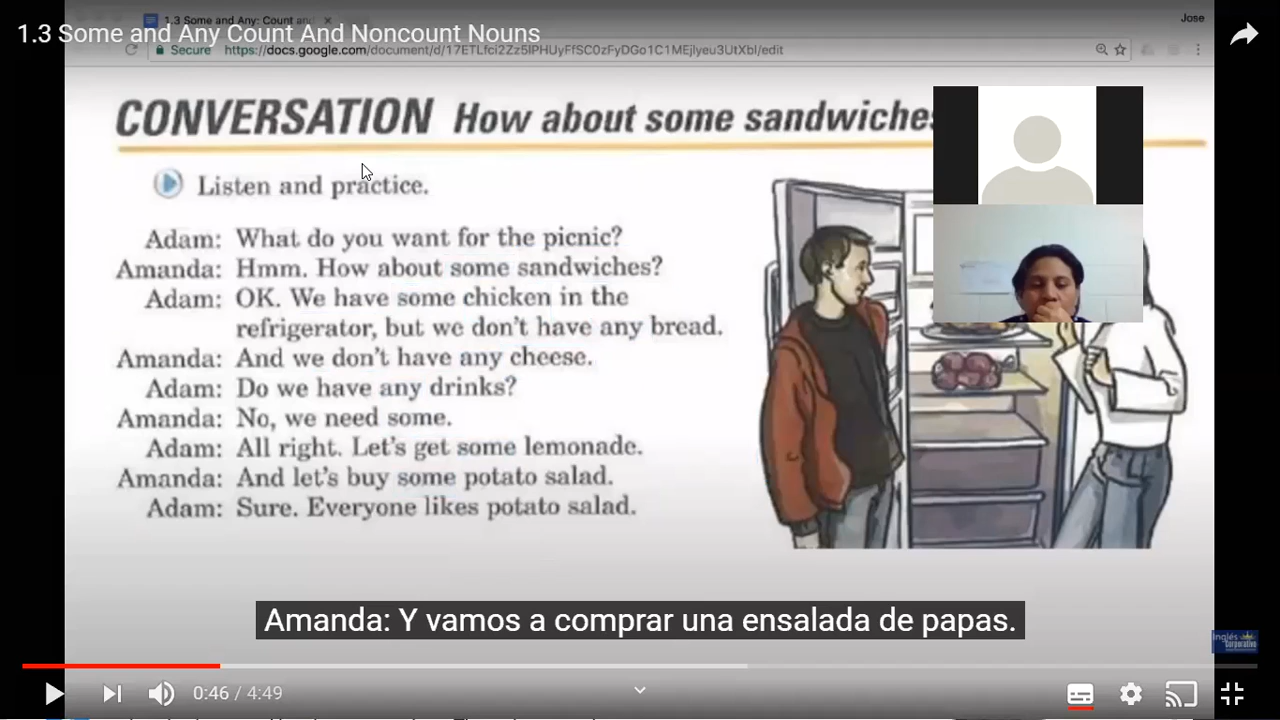 1.3 Some and Any: Count and
Jose
1.3 Some and Any Count And Noncount Nouns
Secure https://docs.google.com/document/d/17ETLfci2Zz5lPHUyFfSC0zFyDGo1C1MEjlyeu3UtXbI/edit
CONVERSATION How about some sandwiches
Listen and practice.
Adam: What do you want for the picnic?
Amanda: Hmm. How about some sandwiches?
Adam: OK. We have some chicken in the
refrigerator, but we don't have any bread.
Amanda: And we don't have any cheese.
Adam: Do we have any drinks?
Amanda: No, we need some.
Adam: All right. Let's get some lemonade.
Amanda: And let's buy some potato salad.
Adam: Sure. Everyone likes potato salad.
Amanda: Y vamos a comprar una ensalada de papas.
Inglés
Corporativo
0:46 / 4:49